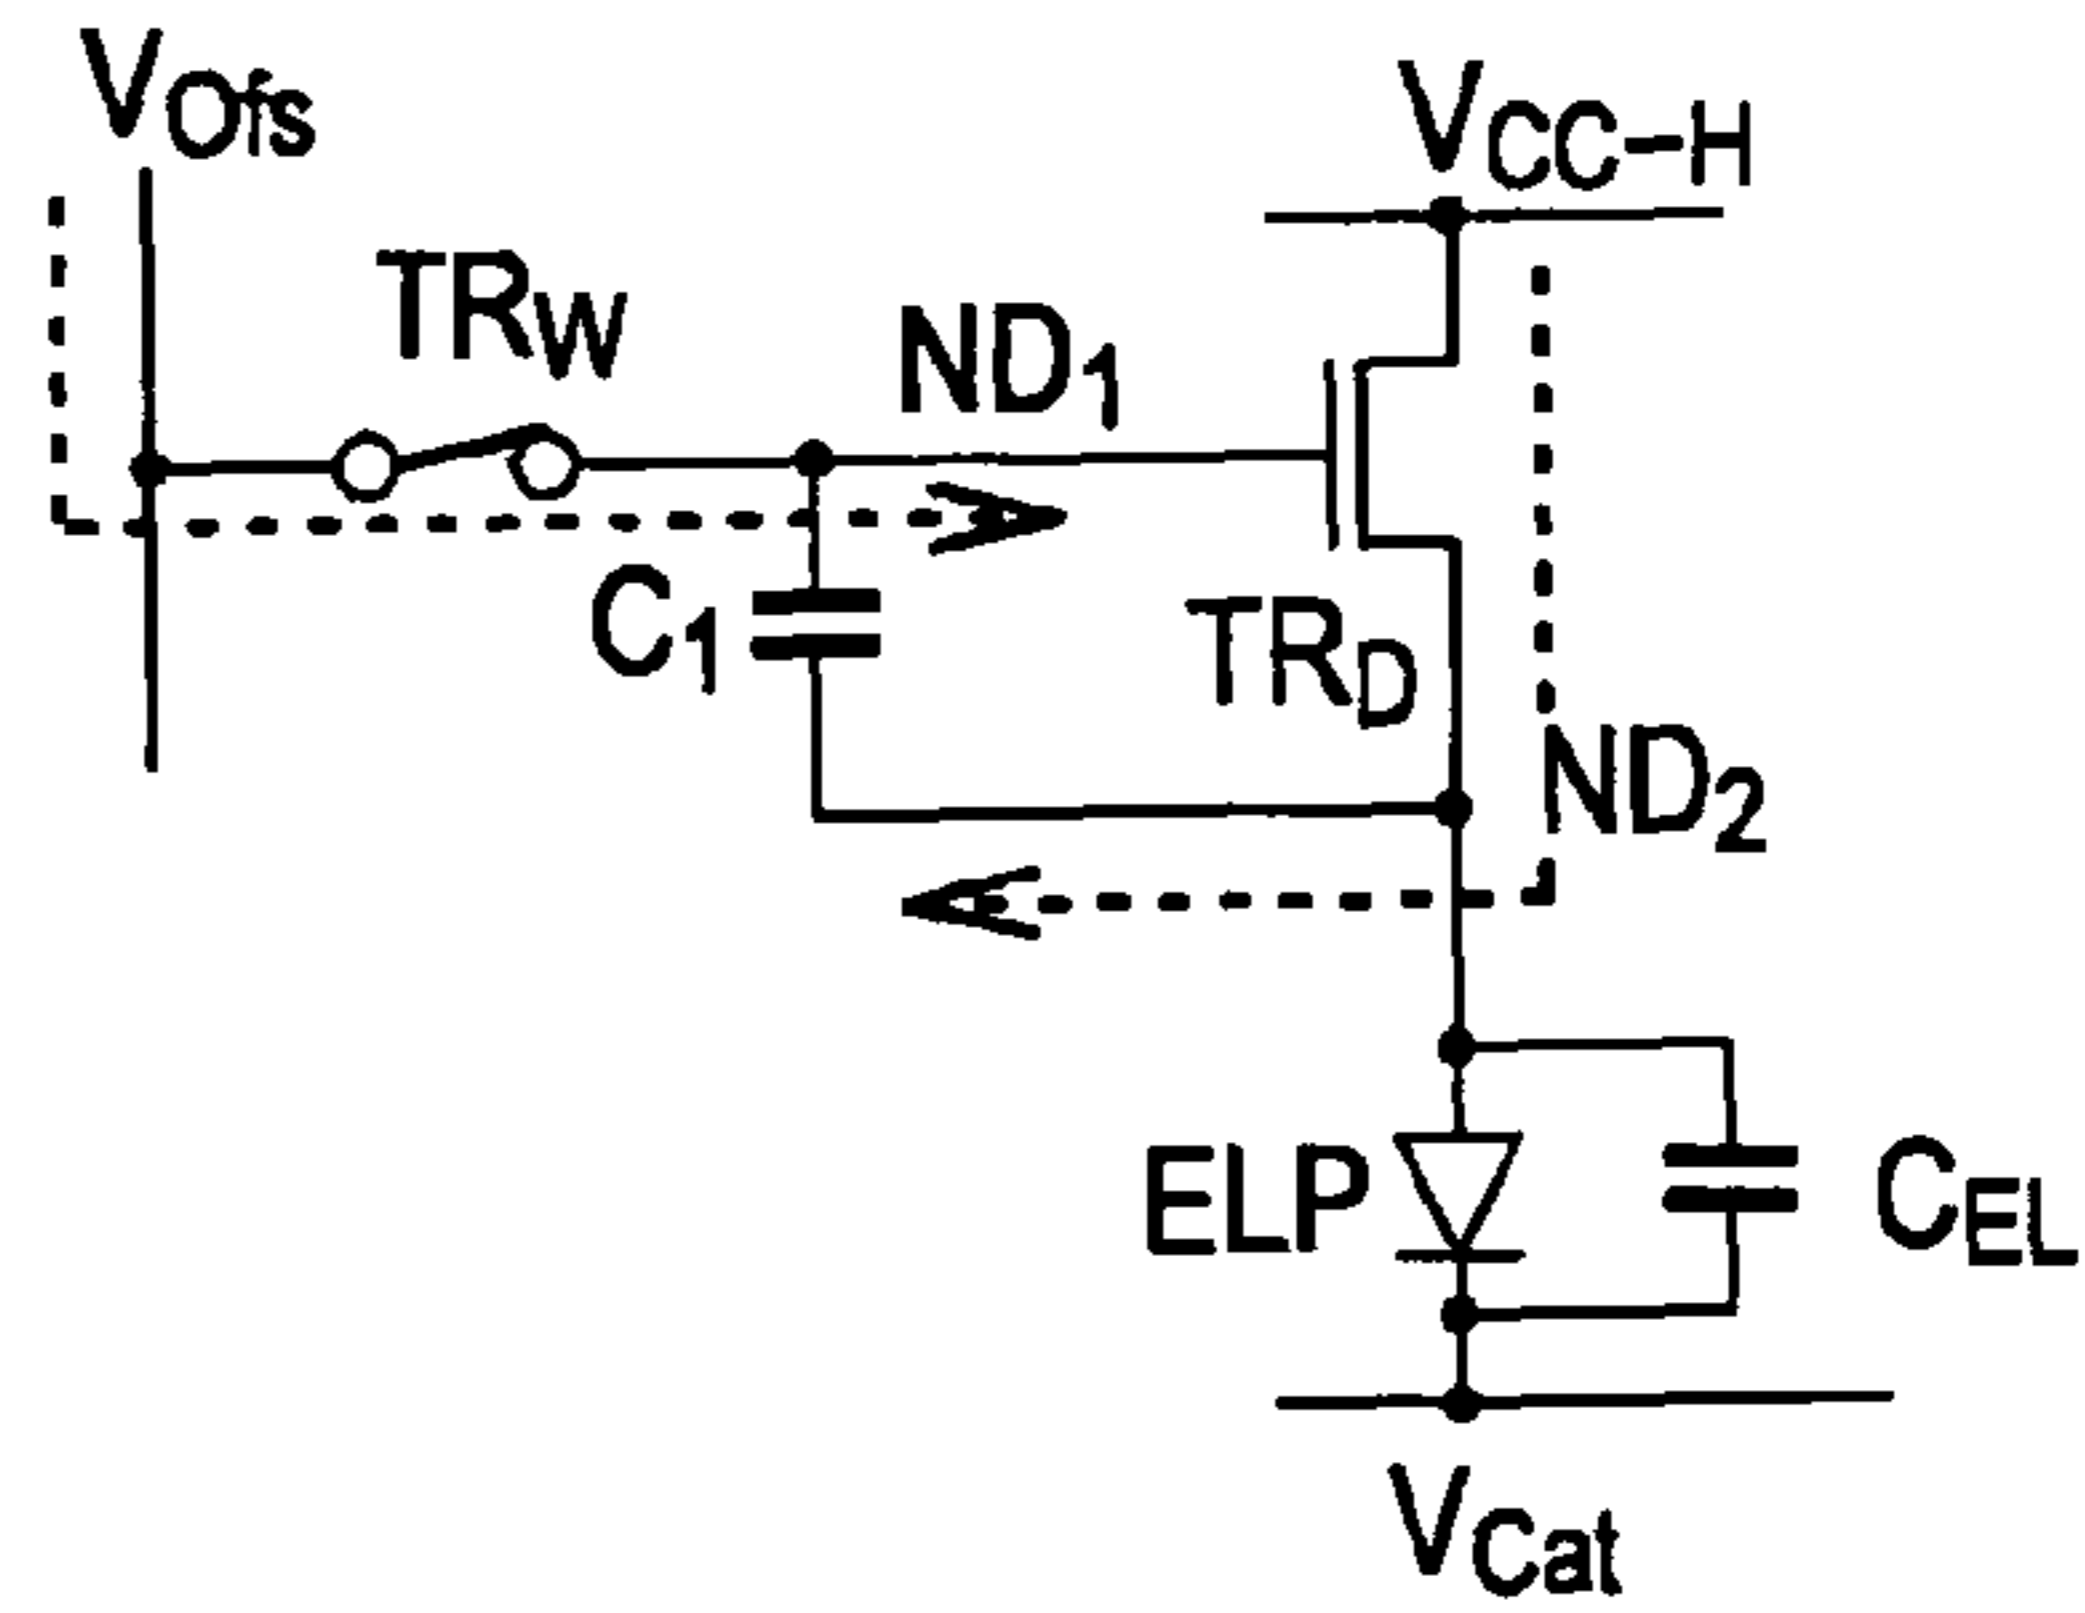 VOfs
VCC-H
TRW
ND1
C1
TRD
ND2
ELP
CEL
VCat